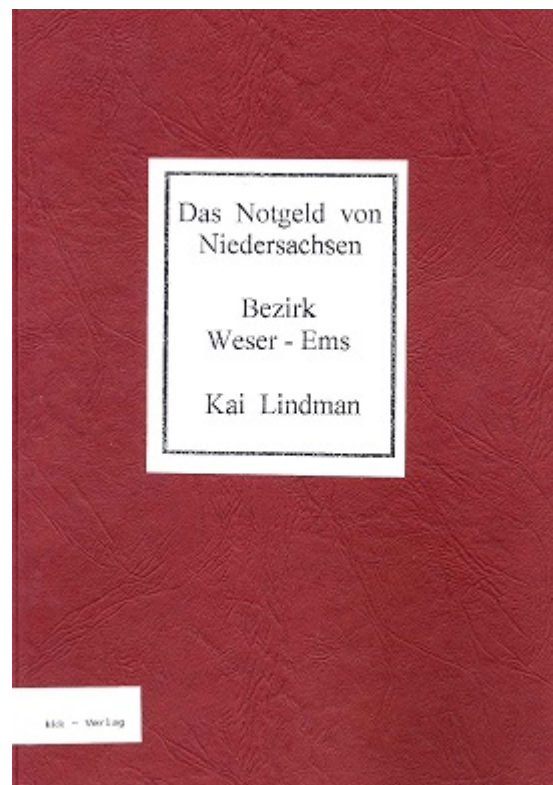 Das Notgeld von
Niedersachsen
Bezirk
Weser - Ems
Kai Lindman
- Verlag